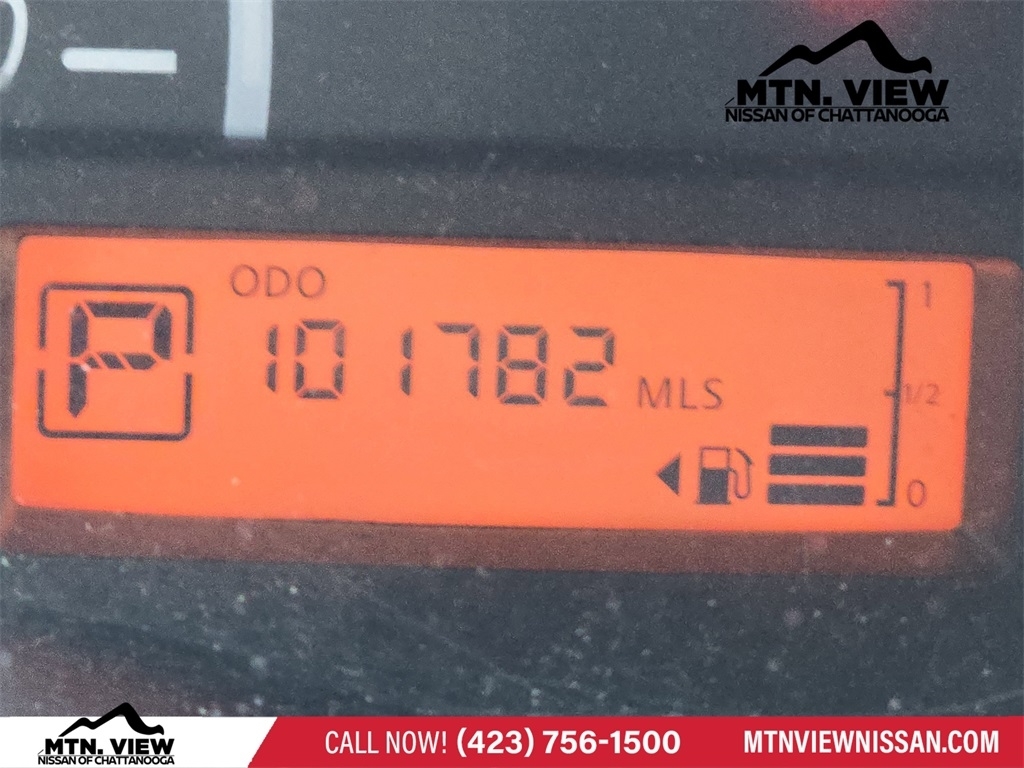 MTN. VIEW
NISSAN OF CHATTANOOGA
ODO
1
P
101782 MLS
1/2
0
MTN. VIEW
NISSAN OF CHATTANOOGA
CALL NOW! (423) 756-1500
MTNVIEWNISSAN.COM